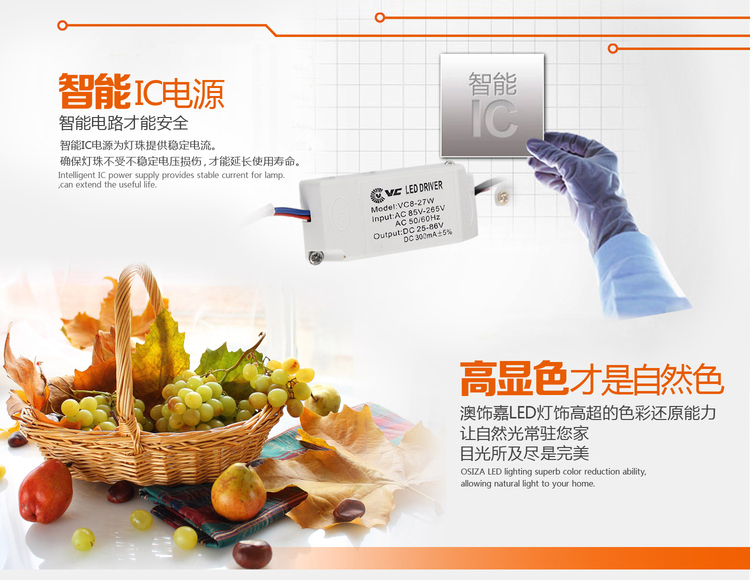 智能IC电源
智能电路才能安全
智能IC电源为灯珠提供稳定电流。
确保灯珠不受不稳定电压损伤，才能延长使用寿命。
Intelligent IC power supply provides stable current for lamp.
,can extend the useful life.
智能
IC
VC LED DRIVER
Model:VC8-27W
Input:AC 85V-265V
AC 50/60Hz
Output:DC 25-86V
DC 300mA±5%
高显色才是自然色
澳饰嘉LED灯饰高超的色彩还原能力
让自然光常驻您家
目光所及尽是完美
OSIZA LED lighting superb color reduction ability,
allowing natural light to your home.